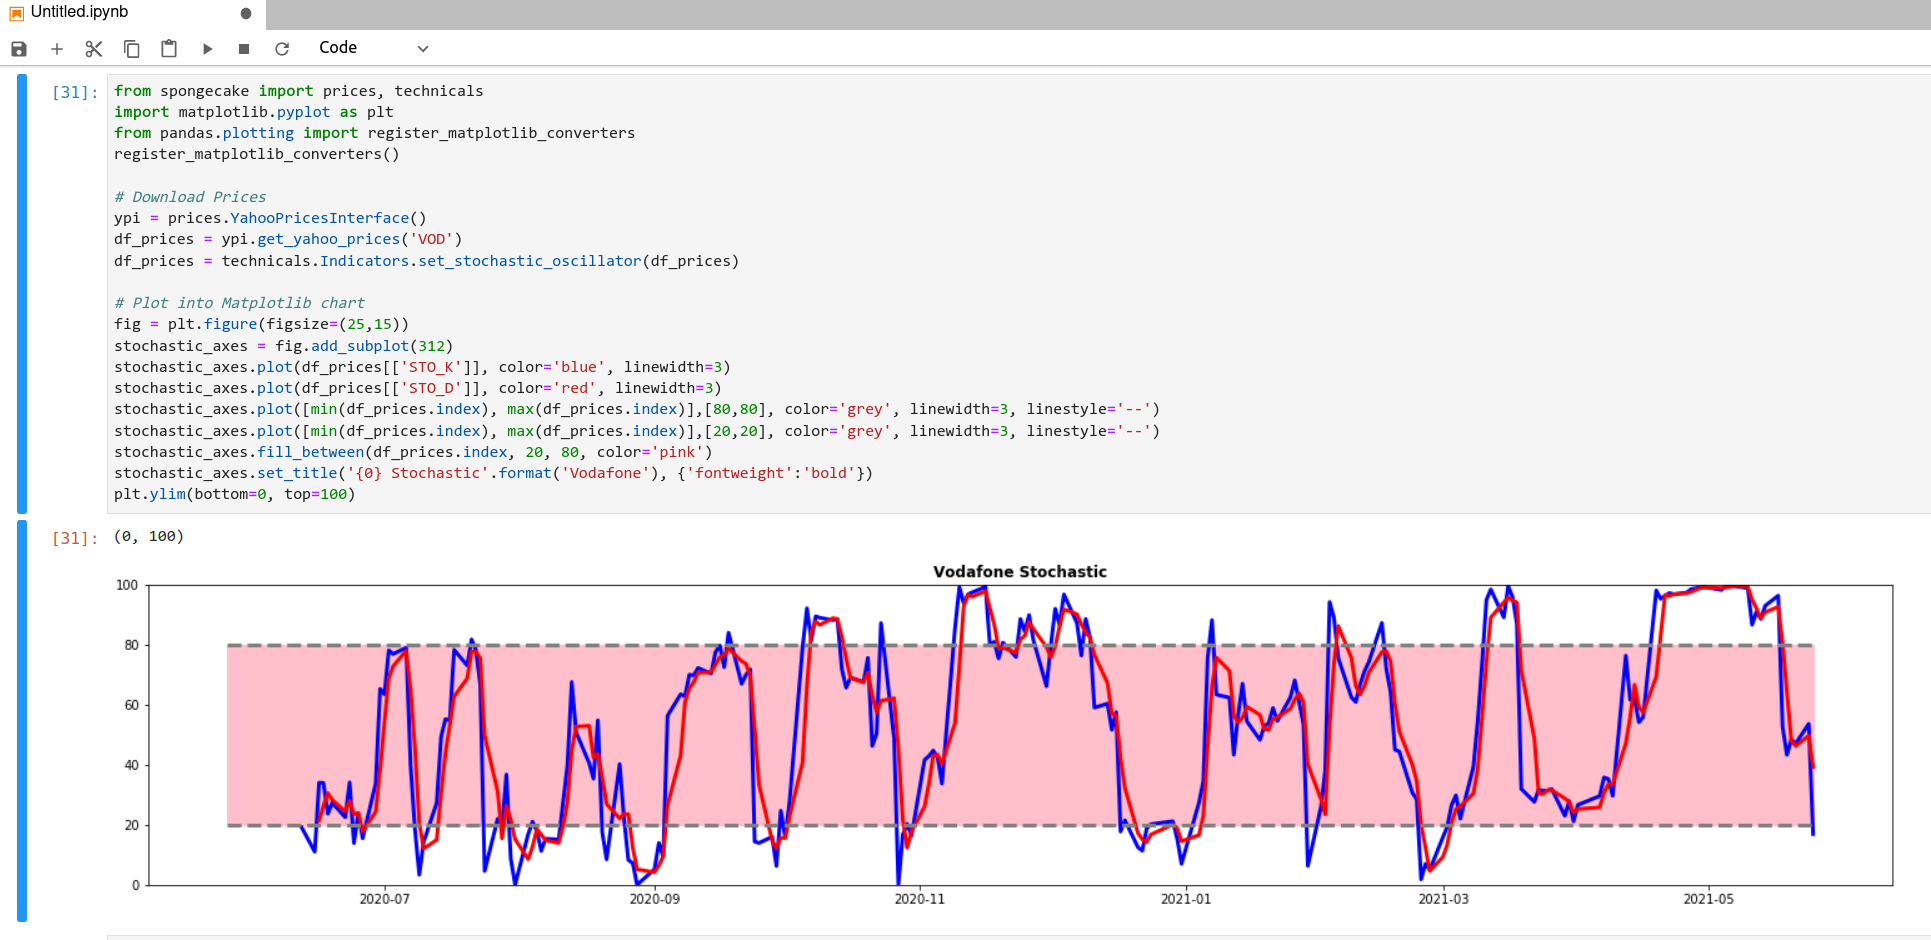 Untitled.ipynb
Code
[31]:
from spongecake import prices, technicals
import matplotlib.pyplot as plt
from pandas.plotting import register_matplotlib_converters
register_matplotlib_converters()
# Download Prices
ypi = prices.YahooPricesInterface()
df_prices = ypi.get_yahoo_prices('VOD')
df_prices = technicals.Indicators.set_stochastic_oscillator(df_prices)
# Plot into Matplotlib chart
fig = plt.figure(figsize=(25,15))
stochastic_axes = fig.add_subplot(312)
stochastic_axes.plot(df_prices[['STO_K']], color='blue', linewidth=3)
stochastic_axes.plot(df_prices[['STO_D']], color='red', linewidth=3)
stochastic_axes.plot([min(df_prices.index), max(df_prices.index)],[80,80], color='grey', linewidth=3, linestyle='--')
stochastic_axes.plot([min(df_prices.index), max(df_prices.index)],[20,20], color='grey', linewidth=3, linestyle='--')
stochastic_axes.fill_between(df_prices.index, 20, 80, color='pink')
stochastic_axes.set_title('{0} Stochastic'.format('Vodafone'), {'fontweight':'bold'})
plt.ylim(bottom=0, top=100)
[31]: (0, 100)
Vodafone Stochastic
100
80
60
40
20
0
2020-07 2020-09 2020-11 2021-01 2021-03 2021-05